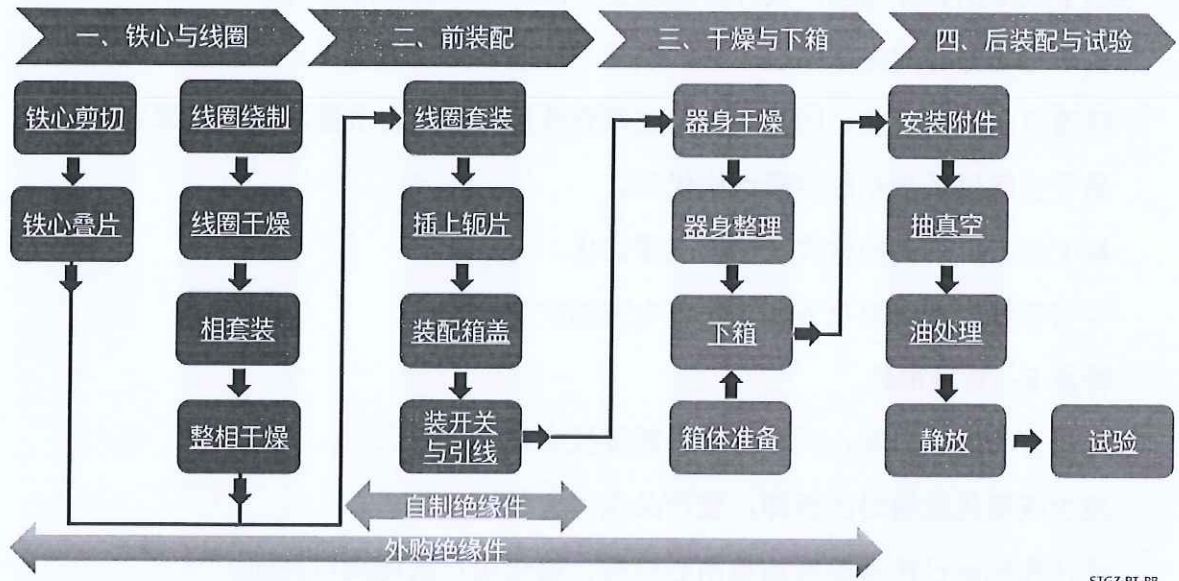 一、铁心与线圈
二、前装配
三、干燥与下箱
四、后装配与试验
铁心剪切
线圈绕制
线圈套装
器身干燥
安装附件
铁心叠片
线圈干燥
插上轭片
器身整理
抽真空
相套装
装配箱盖
下箱
油处理
整相干燥
装开关
与引线
箱体准备
静放
试验
自制绝缘件
外购绝缘件